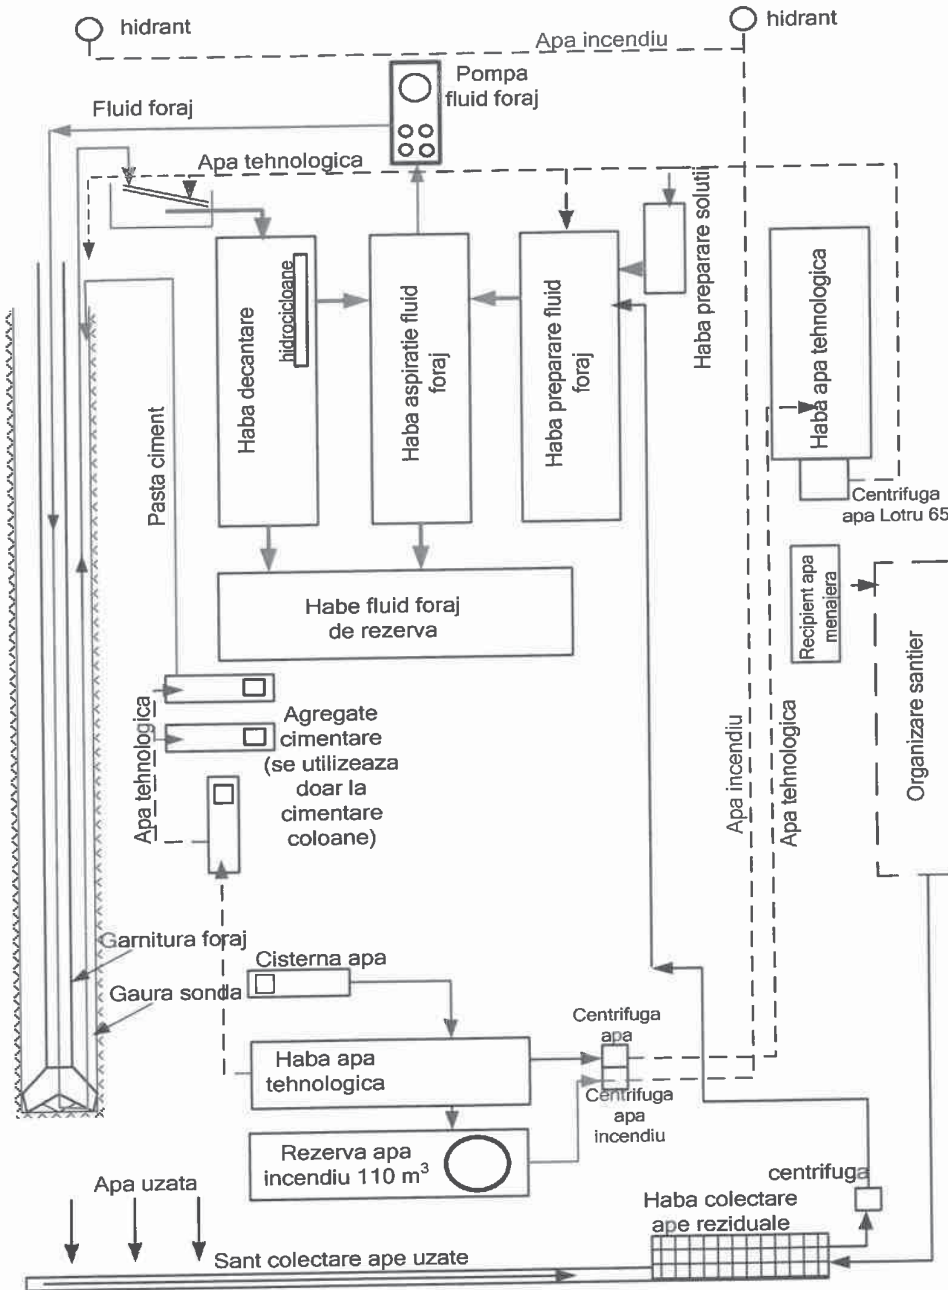 hidrant
hidrant
Apa incendiu
Pompa
fluid foraj
Fluid foraj
Apa tehnologica
Haba preparare solutii
Haba decantare
hidrocicloane
Haba aspiratie fluid
foraj
Haba preparare fluid
foraj
Haba apa tehnologica
Pasta ciment
Centrifuga
apa Lotru 65
Recipient apa
menajera
Habe fluid foraj
de rezerva
Organizare santier
Apa tehnologica
Agregate
cimentare
(se utilizeaza
doar la
cimentare
coloane)
Apa incendiu
Apa tehnologica
Garnitura foraj
Cisterna apa
Gaura sonda
Centrifuga
apa
Haba apa
tehnologica
Centrifuga
apa
incendiu
Rezerva apa
incendiu 110 m³
Apa uzata
centrifuga
Haba colectare
ape reziduale
Sant colectare ape uzate